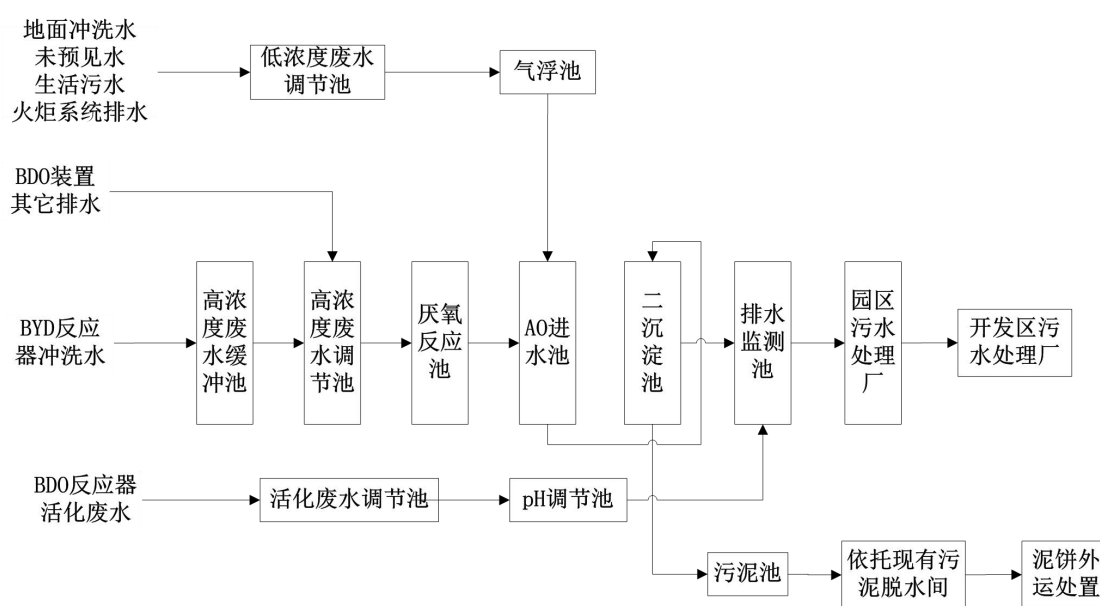 地面冲洗水
未预见水
生活污水
火炬系统排水
低浓度废水
调节池
气浮池
BDO装置
其它排水
BYD反应
器冲洗水
高浓
度废
水缓
冲池
高浓
度废
水调
节池
厌氧
反应
池
AO进
水池
二
沉
淀
池
排水
监测
池
园区
污水
处理
厂
开发区污
水处理厂
BDO反应器
活化废水
活化废水调节池
pH调节池
污泥池
依托现有污
泥脱水间
泥饼外
运处置